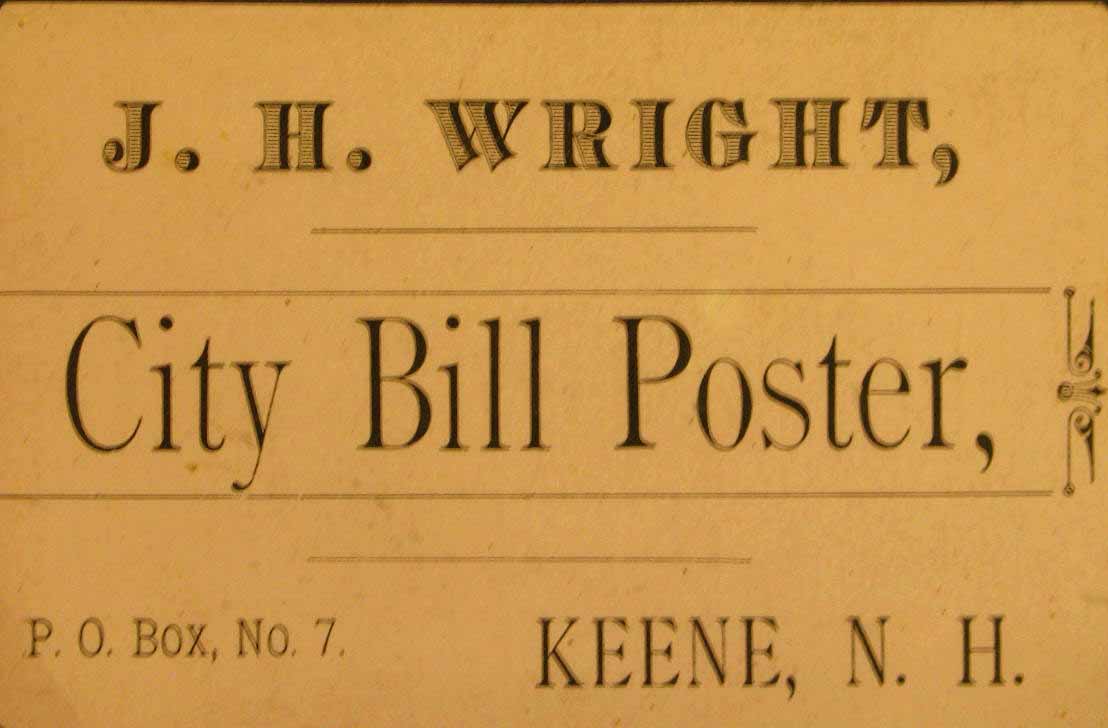 J. H. WRIGHT,
City Bill Poster,
P. O. Box, No. 7.
KEENE, N. H.